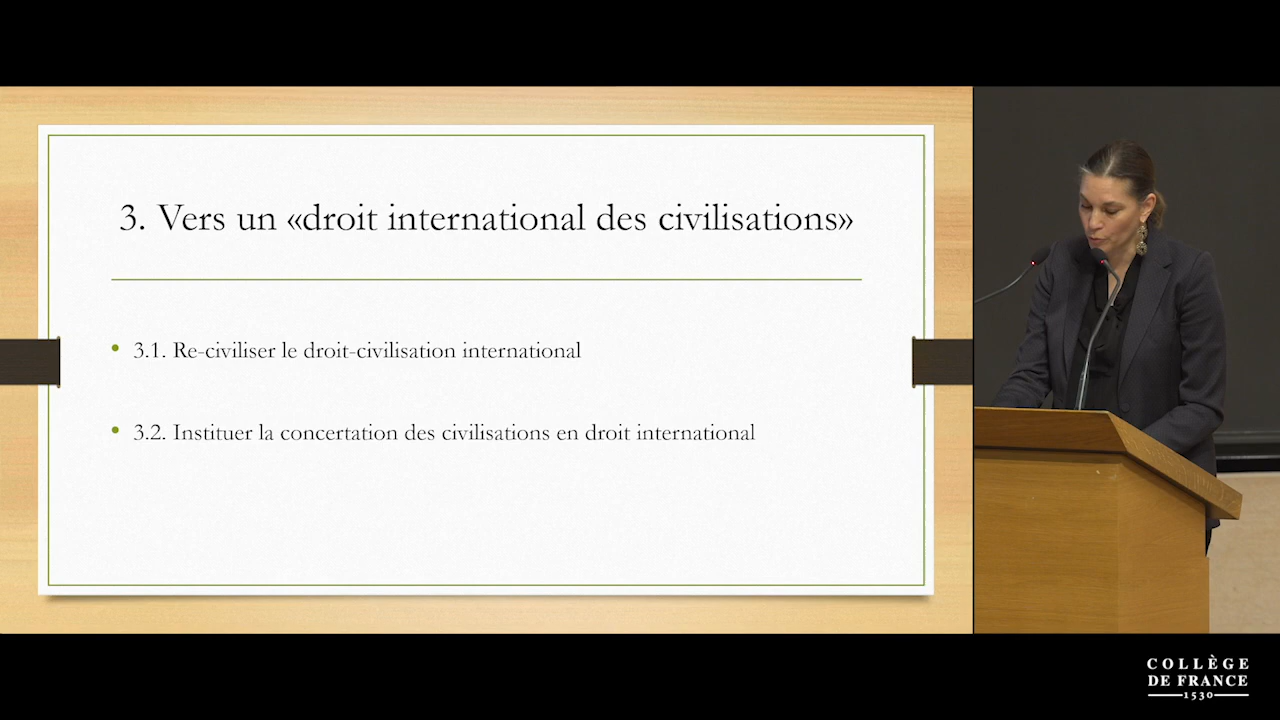 3. Vers un «droit international des civilisations»
• 3.1. Re-civiliser le droit-civilisation international
• 3.2. Instituer la concertation des civilisations en droit international
COLLÈGE
DE FRANCE
1530